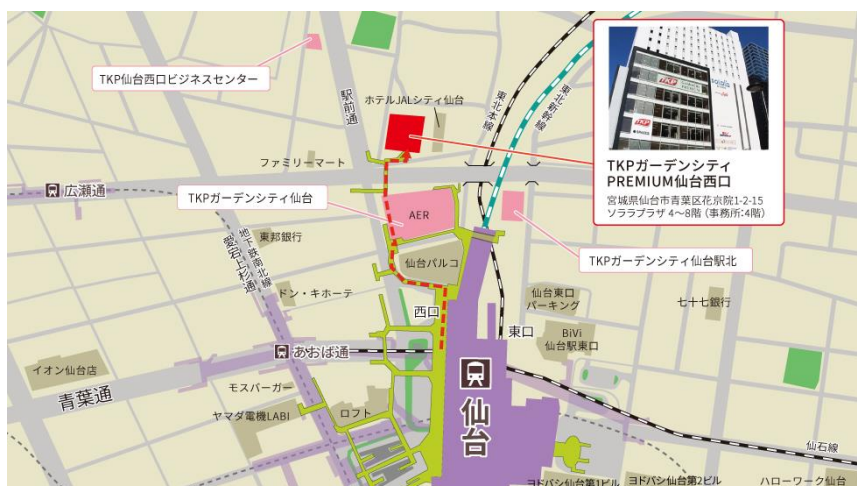 TKP仙台西口ビジネスセンター
駅前通
ホテルJALシティ仙台
東北本線
東北新幹線
TKP
TKPガーデンシティ
PREMIUM仙台西口
宮城県仙台市青葉区花京院1-2-15
ソララプラザ 4〜8階 (事務所:4階)
ファミリーマート
広瀬通
TKPガーデンシティ仙台
AER
東邦銀行
地下鉄南北線
愛宕上杉通
仙台パルコ
TKPガーデンシティ仙台駅北
ドン・キホーテ
西口
東口
仙台東口
パーキング
七十七銀行
BiVi
仙台駅東口
あおば通
イオン仙台店
青葉通
モスバーガー
ヤマダ電機LABI
ロフト
仙台
仙石線
ヨドバシ仙台第1ビル
ヨドバシ仙台第2ビル
ハローワーク仙台